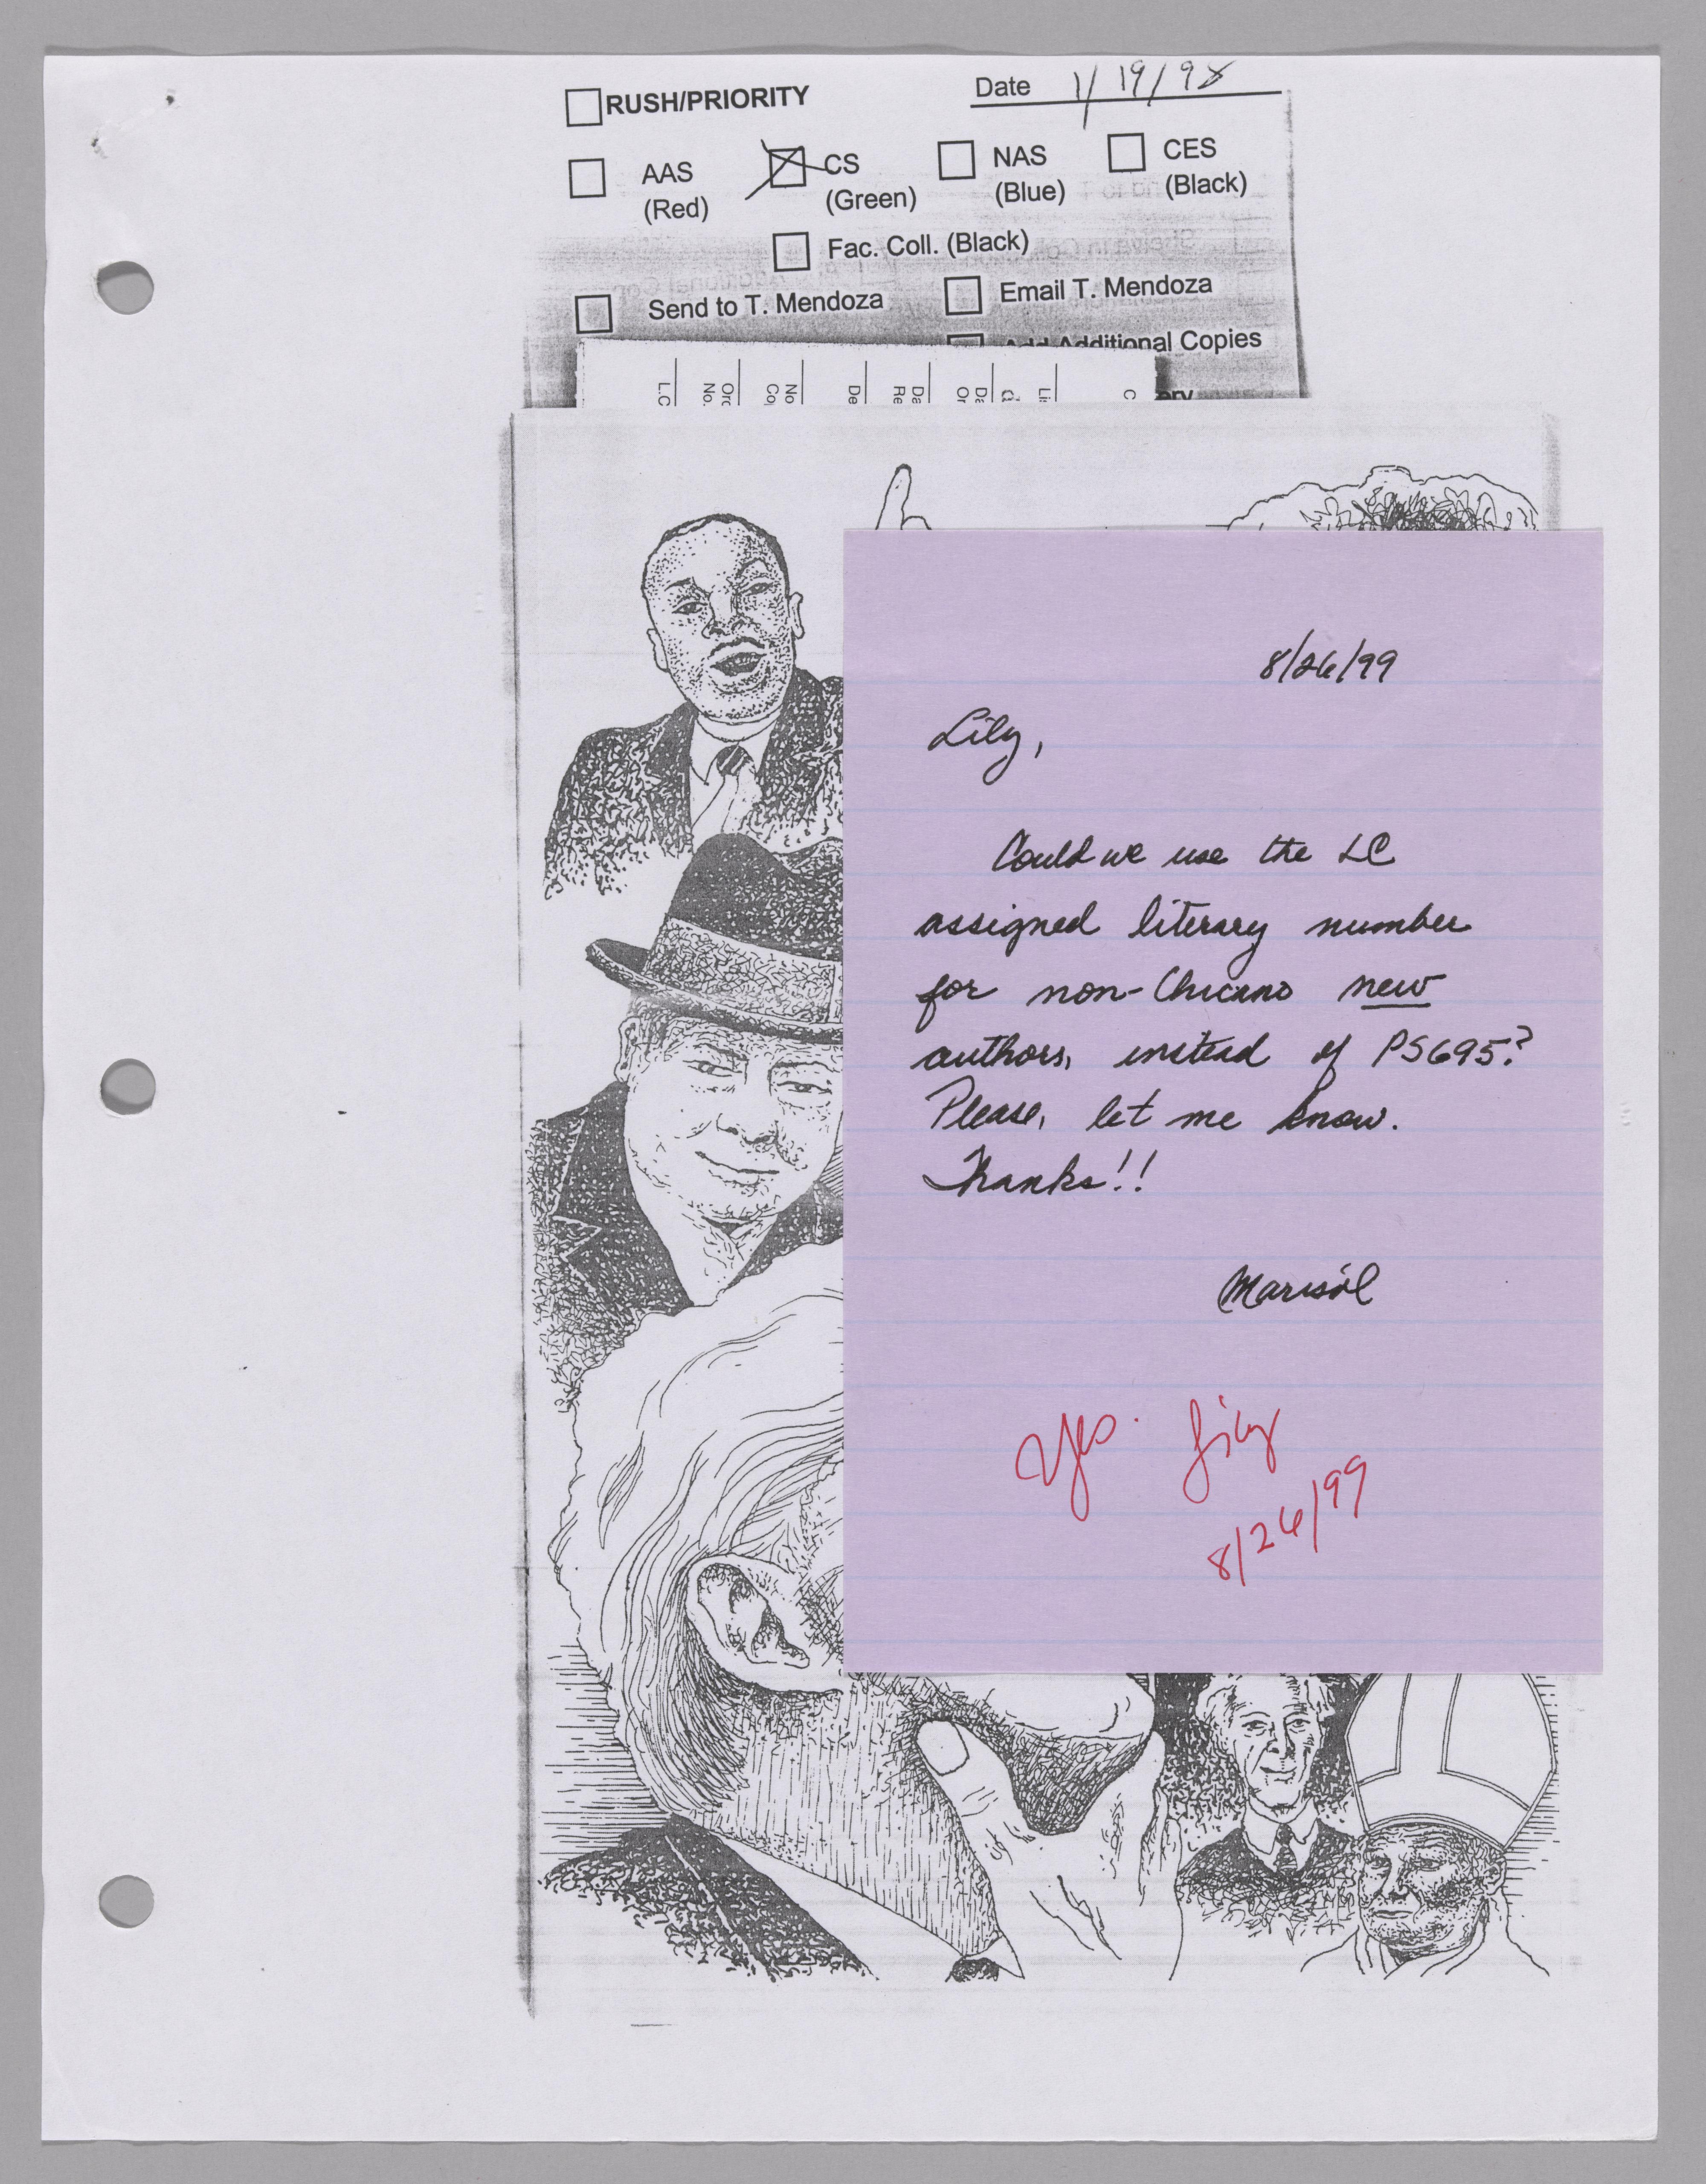 RUSH/PRIORITY
Date 1/19/98
AAS CS NAS CES
(Red) (Green) (Blue) (Black)
Fac. Coll. (Black)
Send to T. Mendoza Email T. Mendoza
Additional Copies
L.C No. Orc Co No De Re Da Or Da Li C ery
8/26/99
Lily,
Could we use the LC
assigned literary number
for non-Chicano new
authors, instead of PS695?
Please, let me know.
Thanks!!
Marisol
Yes. Lily
8/26/99